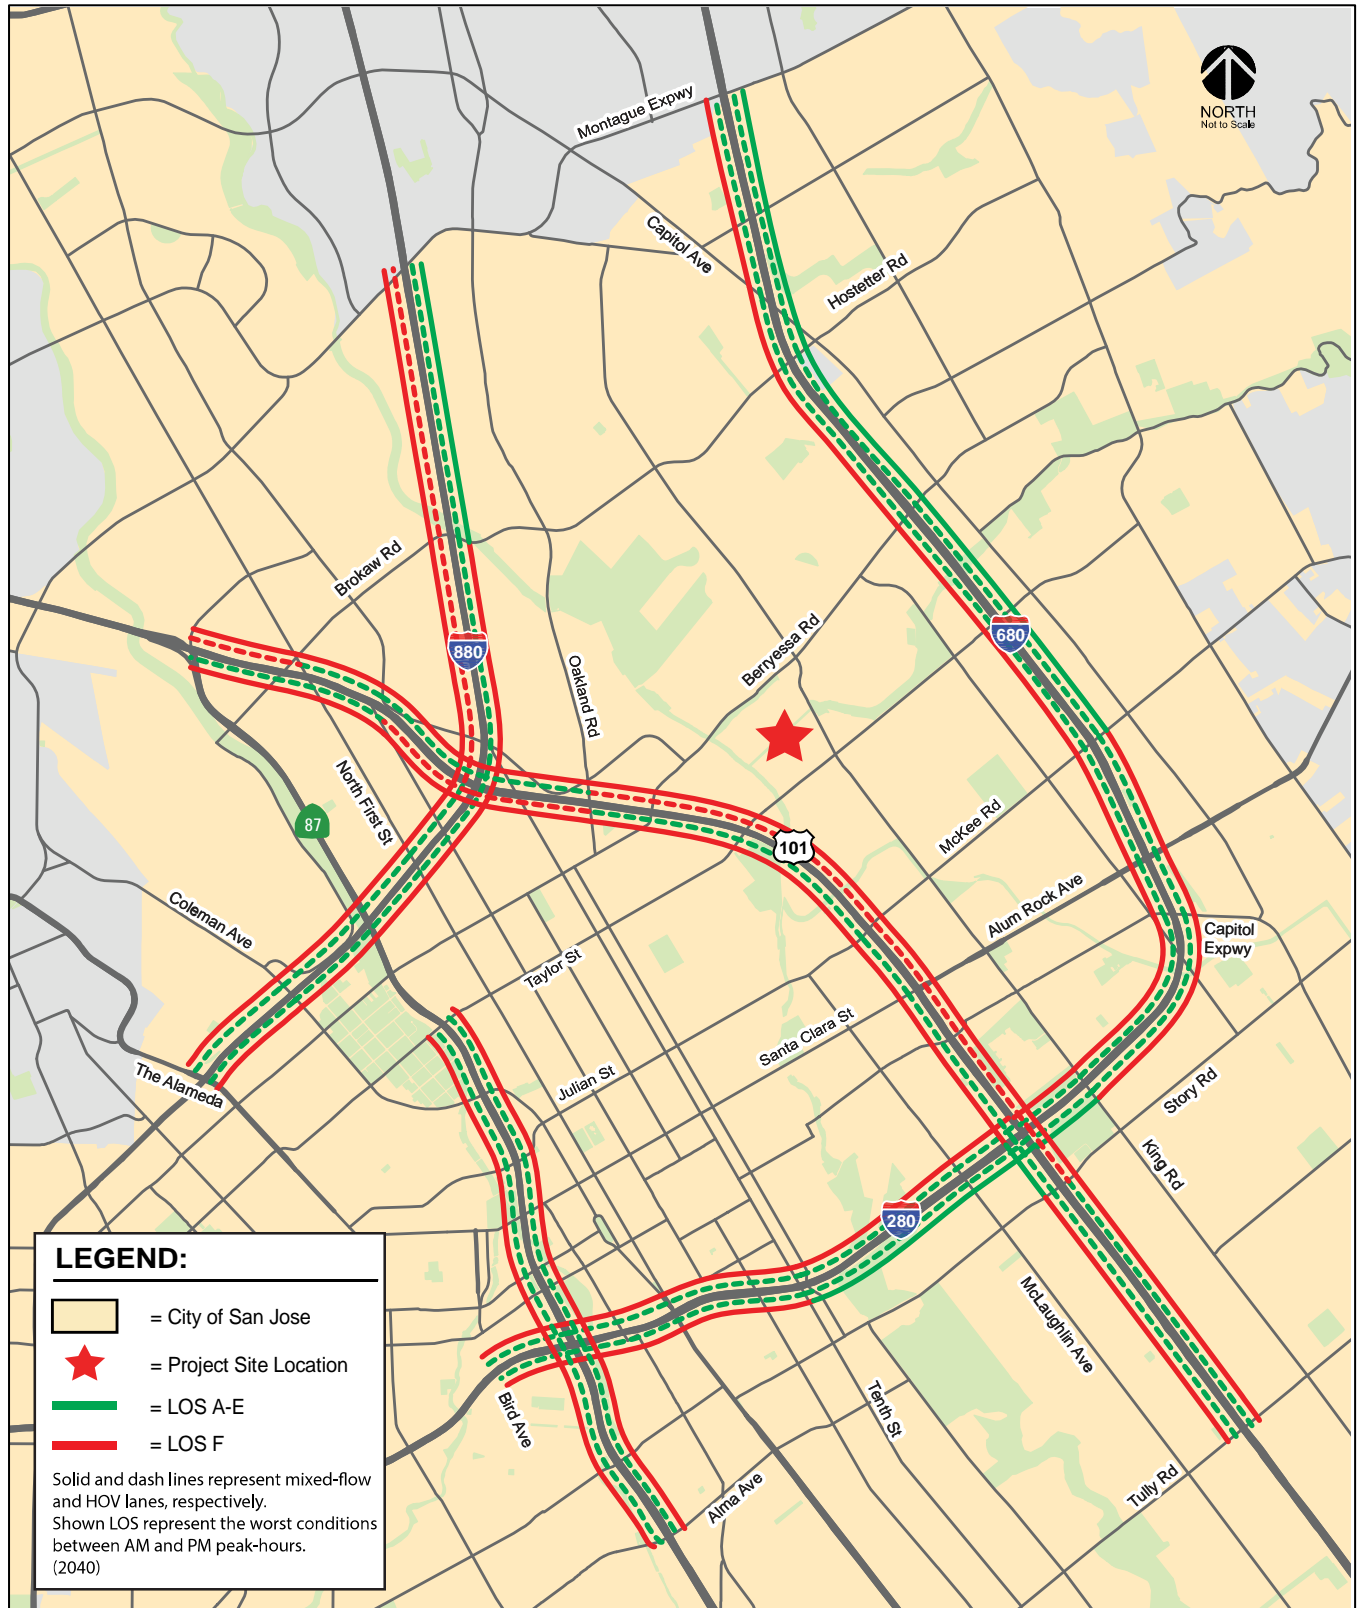 NORTH
Not to Scale
Montague Expwy
Capitol Ave
Hostetter Rd
Brokaw Rd
880
Oakland Rd
Berryessa Rd
680
North First St
87
101
McKee Rd
Coleman Ave
Alum Rock Ave
Capitol
Expwy
Taylor St
Santa Clara St
The Alameda
Julian St
Story Rd
King Rd
280
McLaughlin Ave
Bird Ave
Tenth St
Alma Ave
Tully Rd
LEGEND:
= City of San Jose
= Project Site Location
= LOS A-E
= LOS F
Solid and dash lines represent mixed-flow
and HOV lanes, respectively.
Shown LOS represent the worst conditions
between AM and PM peak-hours.
(2040)